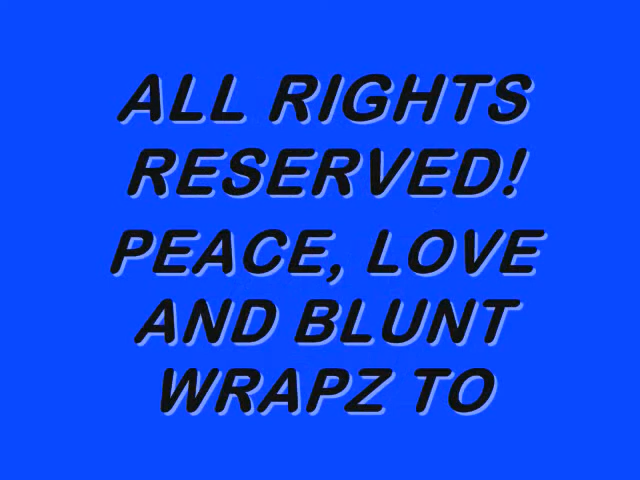 ALL RIGHTS
RESERVED!
PEACE, LOVE
AND BLUNT
WRAPZ TO